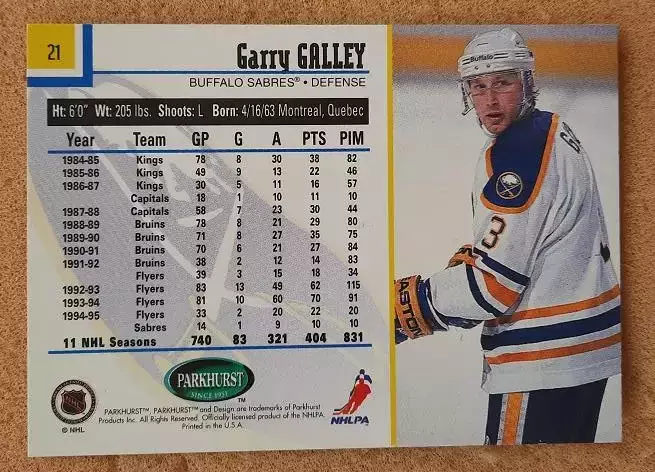 21
Garry GALLEY
BUFFALO SABRES® • DEFENSE
Ht: 6'0" Wt: 205 lbs. Shoots: L Born: 4/16/63 Montreal, Quebec
Year Team GP G A PTS PIM
1984-85 Kings 78 8 30 38 82
1985-86 Kings 49 9 13 22 46
1986-87 Kings 30 5 11 16 57
Capitals 18 1 10 11 10
1987-88 Capitals 58 7 23 30 44
1988-89 Bruins 78 8 21 29 80
1989-90 Bruins 71 8 27 35 75
1990-91 Bruins 70 6 21 27 84
1991-92 Bruins 38 2 12 14 83
Flyers 39 3 15 18 34
1992-93 Flyers 83 13 49 62 115
1993-94 Flyers 81 10 60 70 91
1994-95 Flyers 33 2 20 22 20
Sabres 14 1 9 10 10
11 NHL Seasons 740 83 321 404 831
PARKHURST
SINCE 1951
NHL
© NHL
PARKHURST™, PARKHURST™ and Design are trademarks of Parkhurst
Products Inc. All Rights Reserved. Officially licensed product of the NHLPA.
Printed in the U.S.A.
NHLPA
Buffalo
3
EASTON